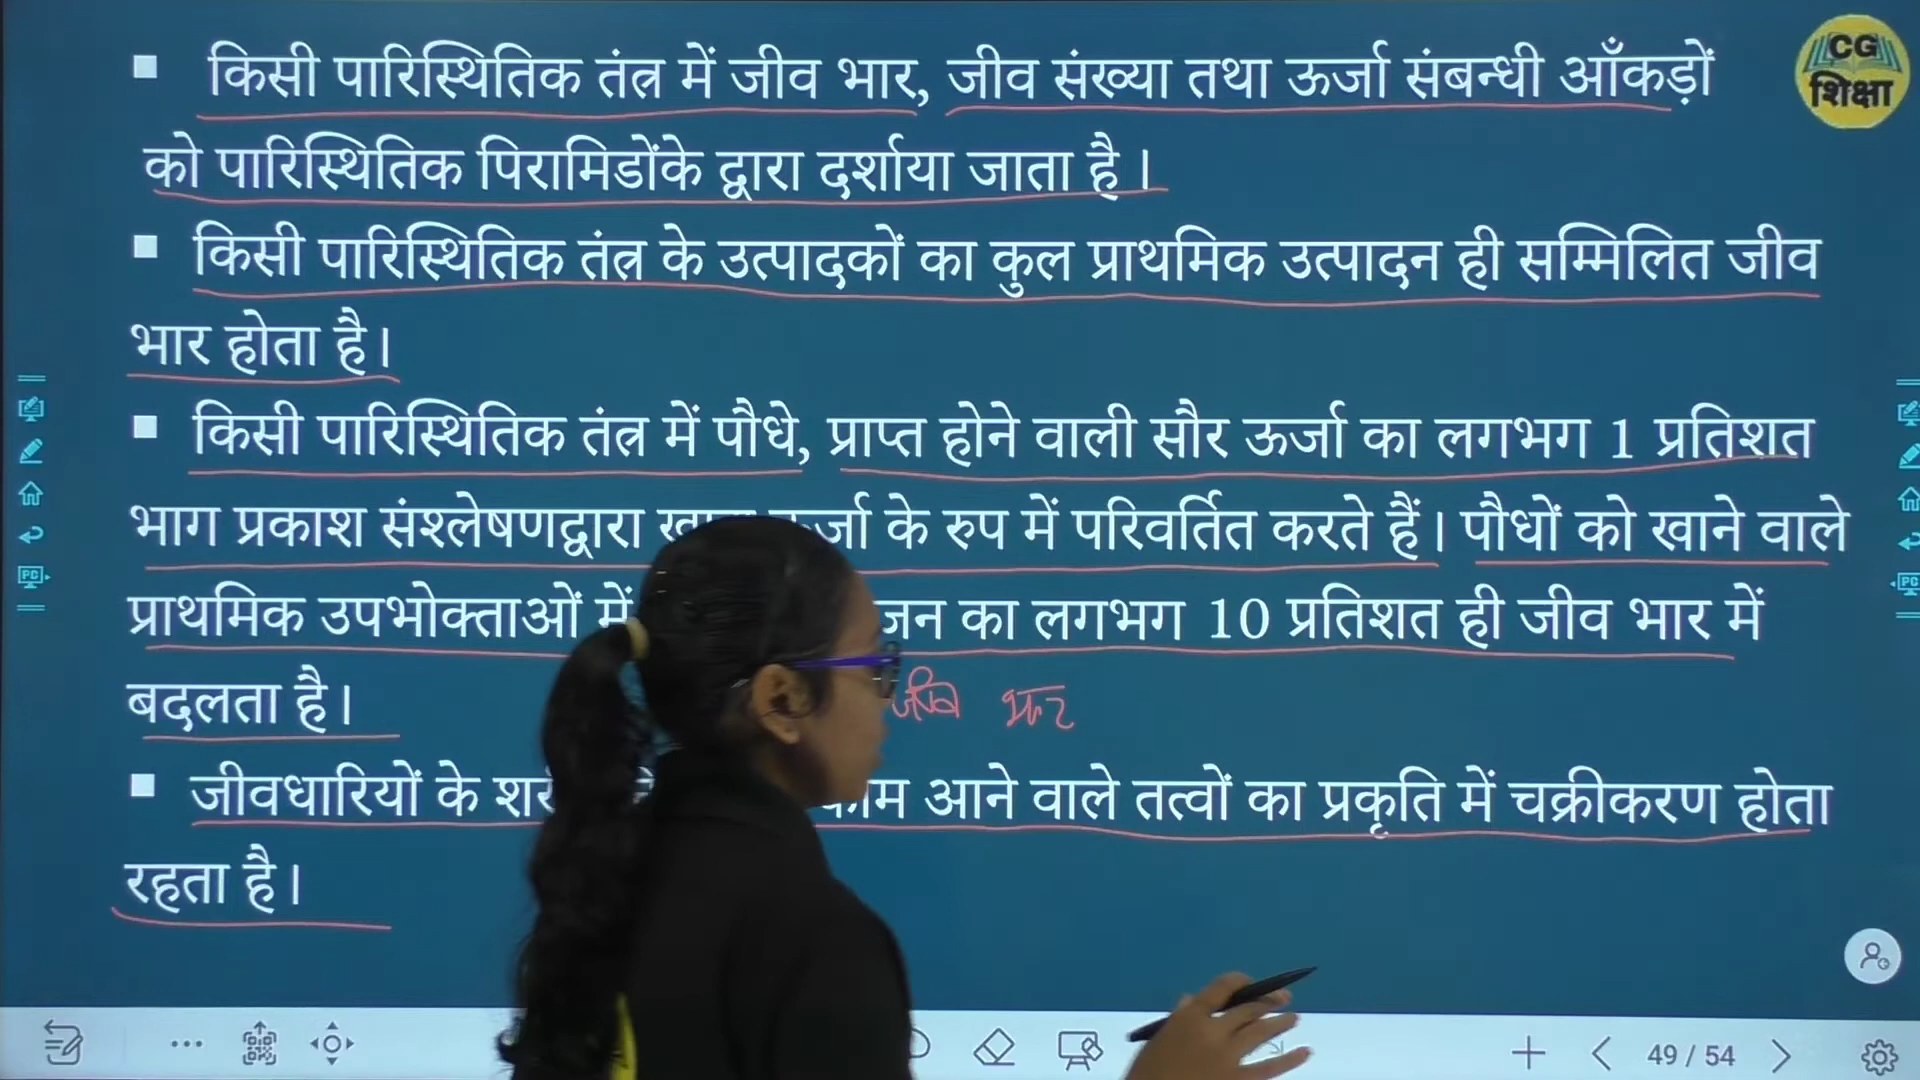 ▪ किसी पारिस्थितिक तंत्र में जीव भार, जीव संख्या तथा ऊर्जा संबन्धी आँकड़ों
को पारिस्थितिक पिरामिडोंके द्वारा दर्शाया जाता है।
▪ किसी पारिस्थितिक तंत्र के उत्पादकों का कुल प्राथमिक उत्पादन ही सम्मिलित जीव
भार होता है।
▪ किसी पारिस्थितिक तंत्र में पौधे, प्राप्त होने वाली सौर ऊर्जा का लगभग 1 प्रतिशत
भाग प्रकाश संश्लेषणद्वारा के रुप में परिवर्तित करते हैं। पौधों को खाने वाले
प्राथमिक उपभोक्ताओं में का लगभग 10 प्रतिशत ही जीव भार में
बदलता है।
जीव भार
▪ जीवधारियों के आने वाले तत्वों का प्रकृति में चक्रीकरण होता
रहता है।
CG
शिक्षा
PC
PC
49 / 54